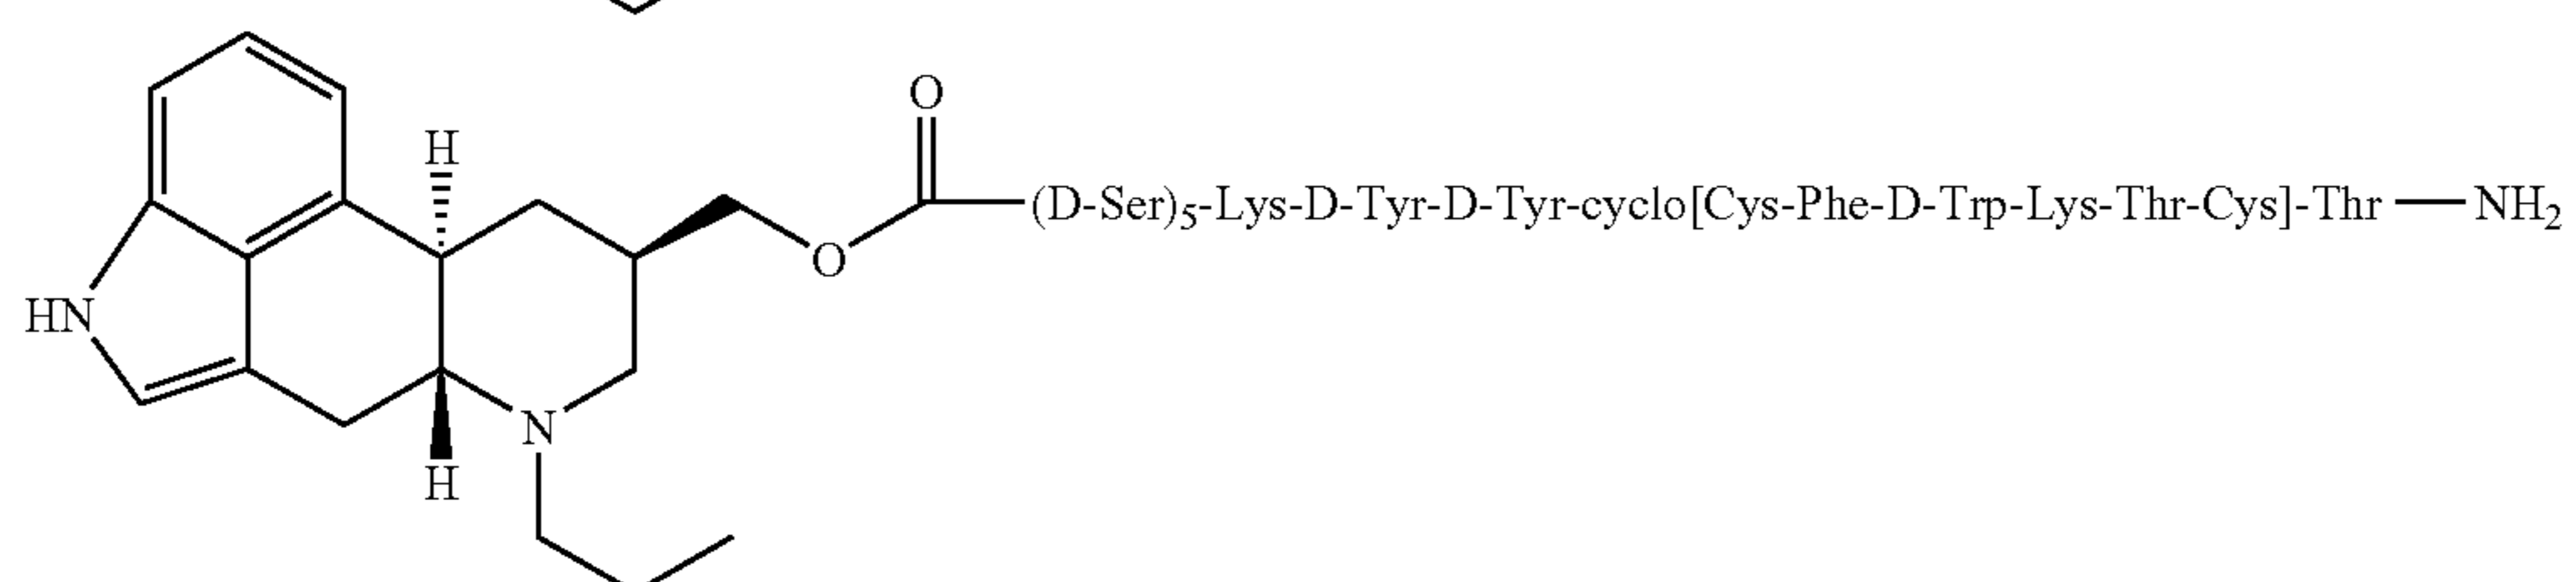 O
H
(D-Ser)5-Lys-D-Tyr-D-Tyr-cyclo[Cys-Phe-D-Trp-Lys-Thr-Cys]-Thr—NH2
O
HN
N
H